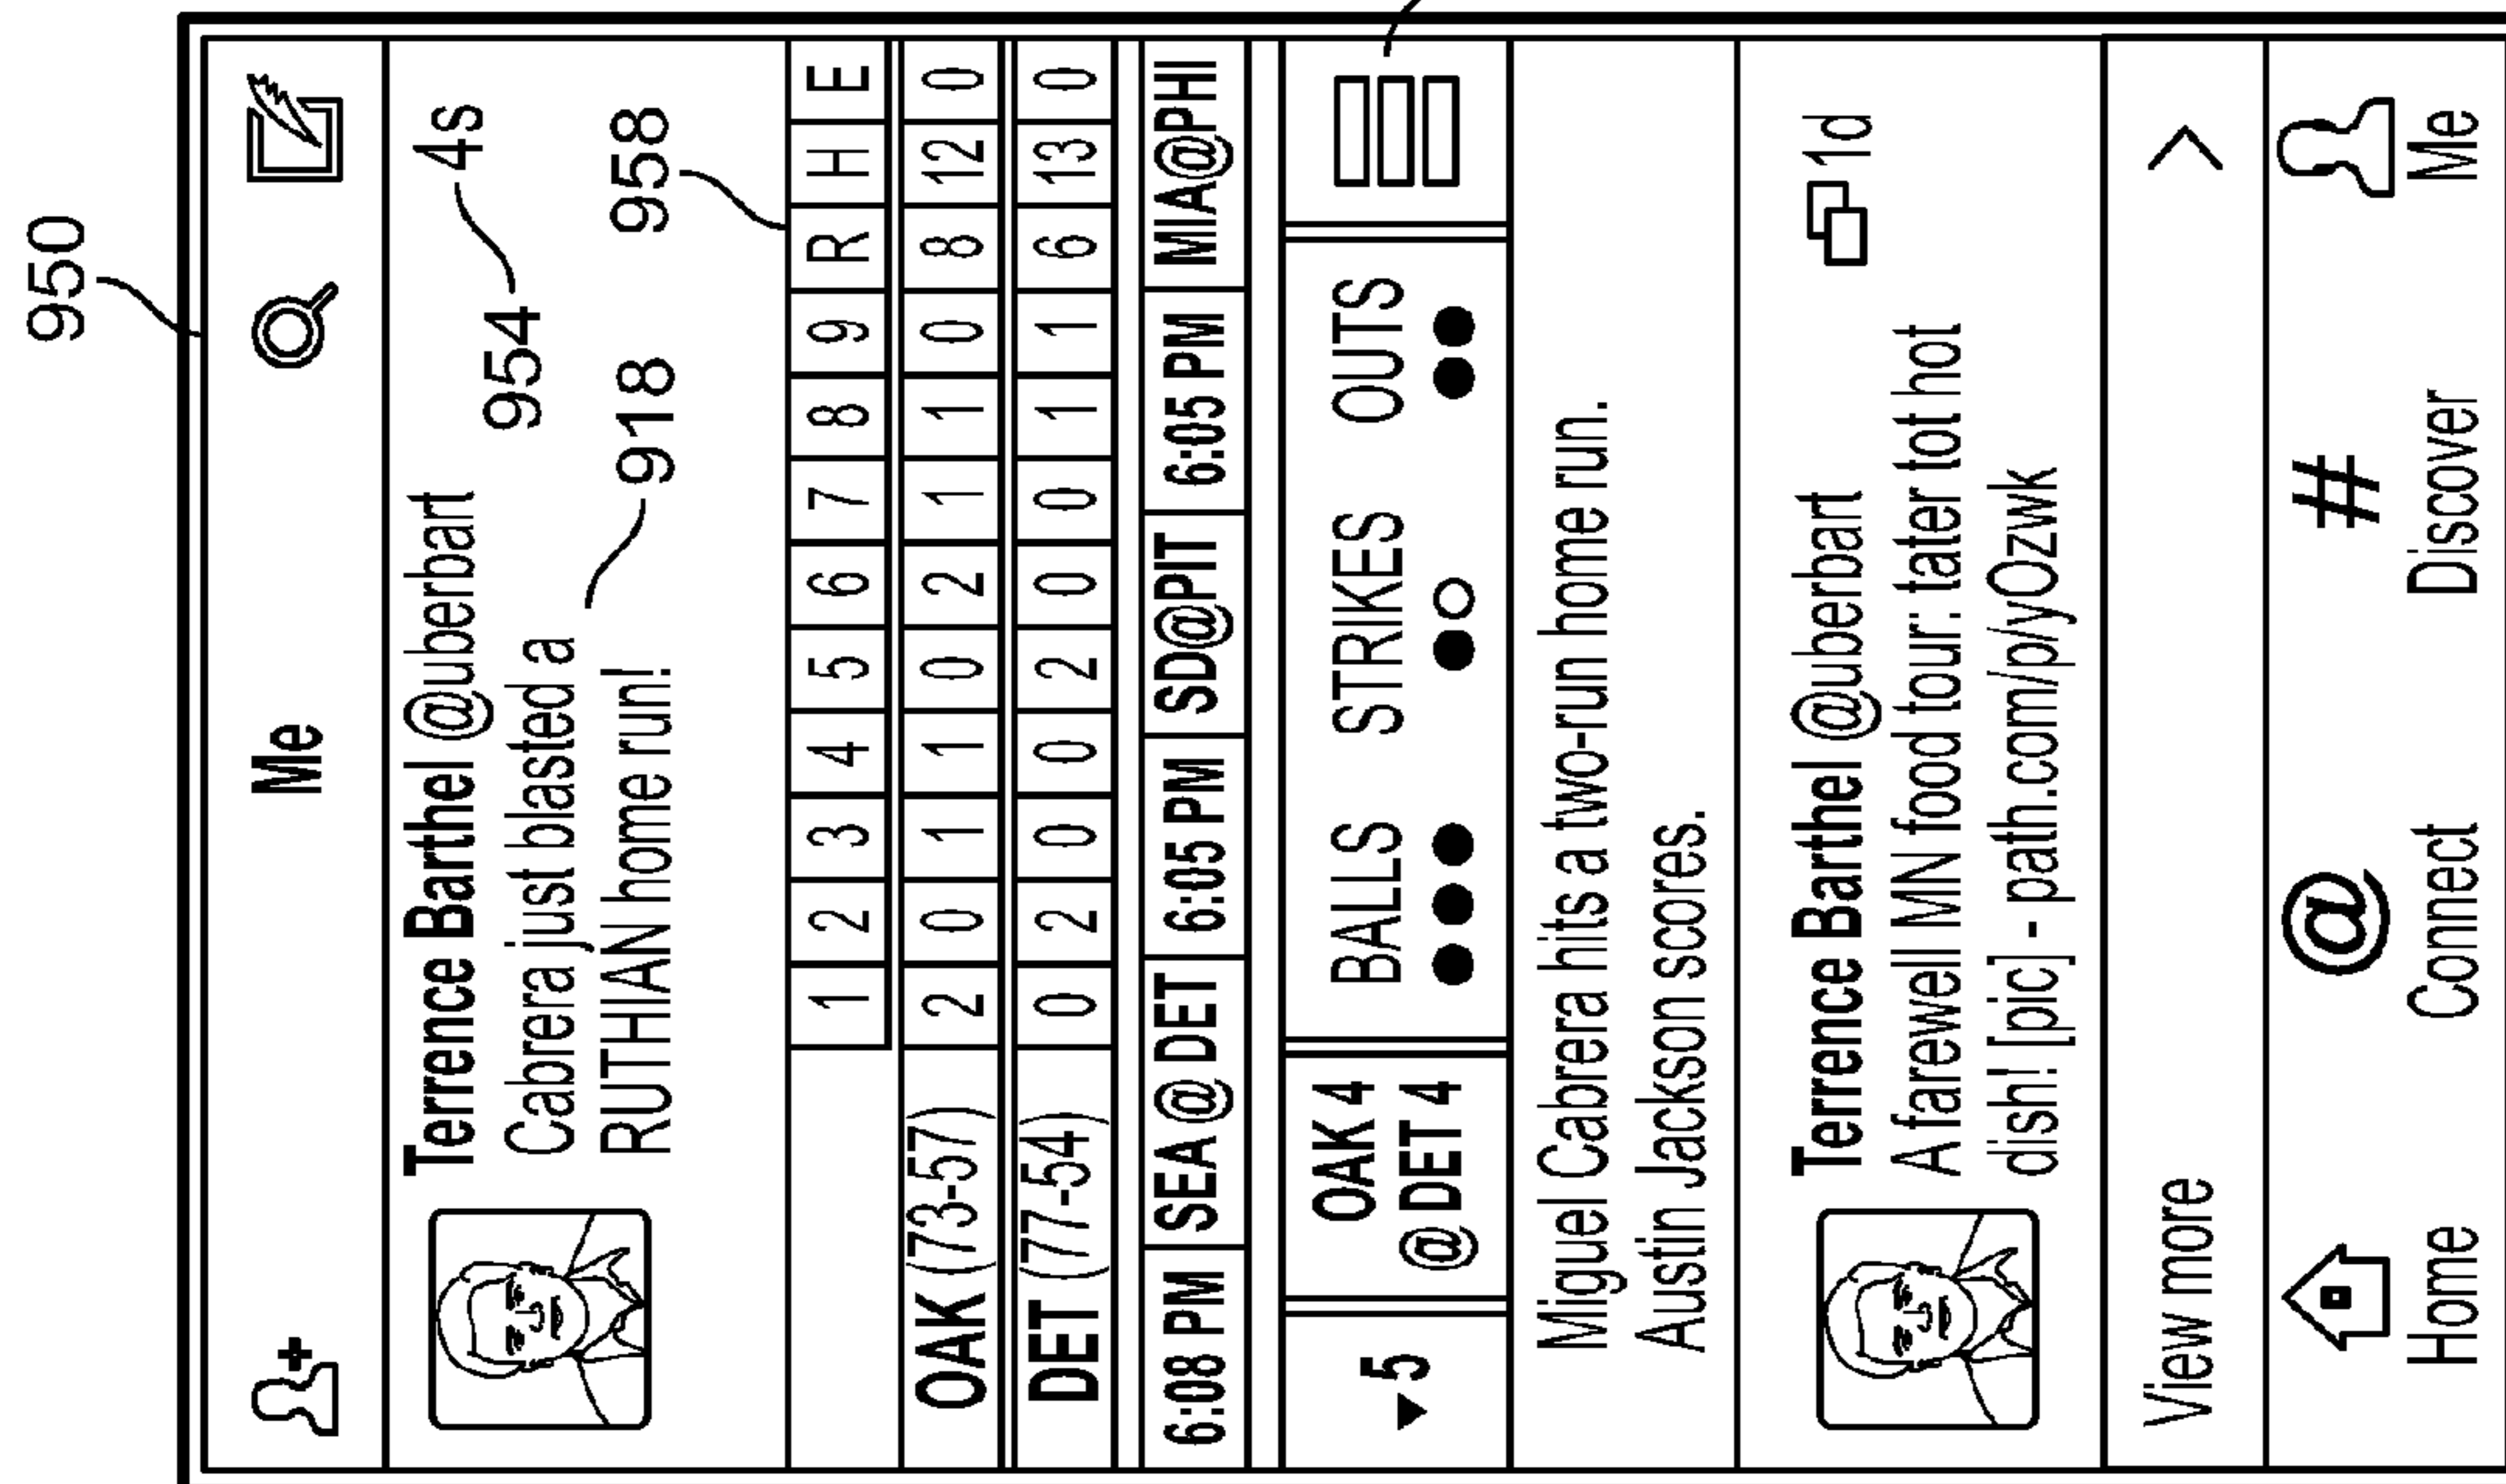 950
Me
Terrence Barthel @uberbart
4s
954
Cabrera just blasted a
RUTHIAN home run!
918
958
1 2 3 4 5 6 7 8 9 R H E
OAK (73-57) 2 0 1 1 0 2 1 1 0 8 12 0
DET (77-54) 0 2 0 0 2 0 0 1 1 6 13 0
6:08 PM SEA @ DET 6:05 PM SD@PIT 6:05 PM MIA@PHI
5
OAK 4
@ DET 4
BALLS STRIKES OUTS
Miguel Cabrera hits a two-run home run.
Austin Jackson scores.
Terrence Barthel @uberbart
1d
A farewell MN food tour: tater tot hot
dish! [pic] - path.com/p/yOzwk
View more >
@ #
Home Connect Discover Me